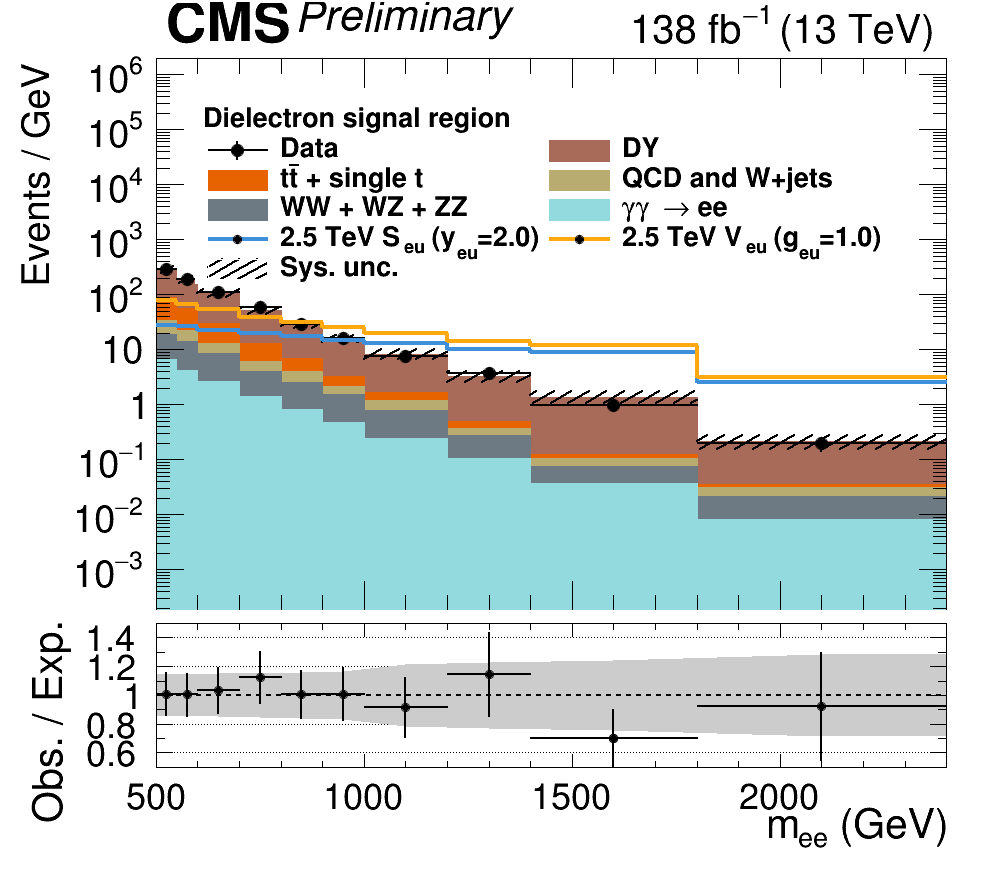 CMS Preliminary 138 fb⁻¹ (13 TeV)
Events / GeV
10⁶
10⁵
10⁴
10³
10²
10
1
10⁻¹
10⁻²
10⁻³
Dielectron signal region
Data
DY
tt̄ + single t
QCD and W+jets
WW + WZ + ZZ
γγ → ee
2.5 TeV S_eu (y_eu=2.0)
2.5 TeV V_eu (g_eu=1.0)
Sys. unc.
Obs. / Exp.
1.4
1.2
1
0.8
0.6
500 1000 1500 2000
m_ee (GeV)